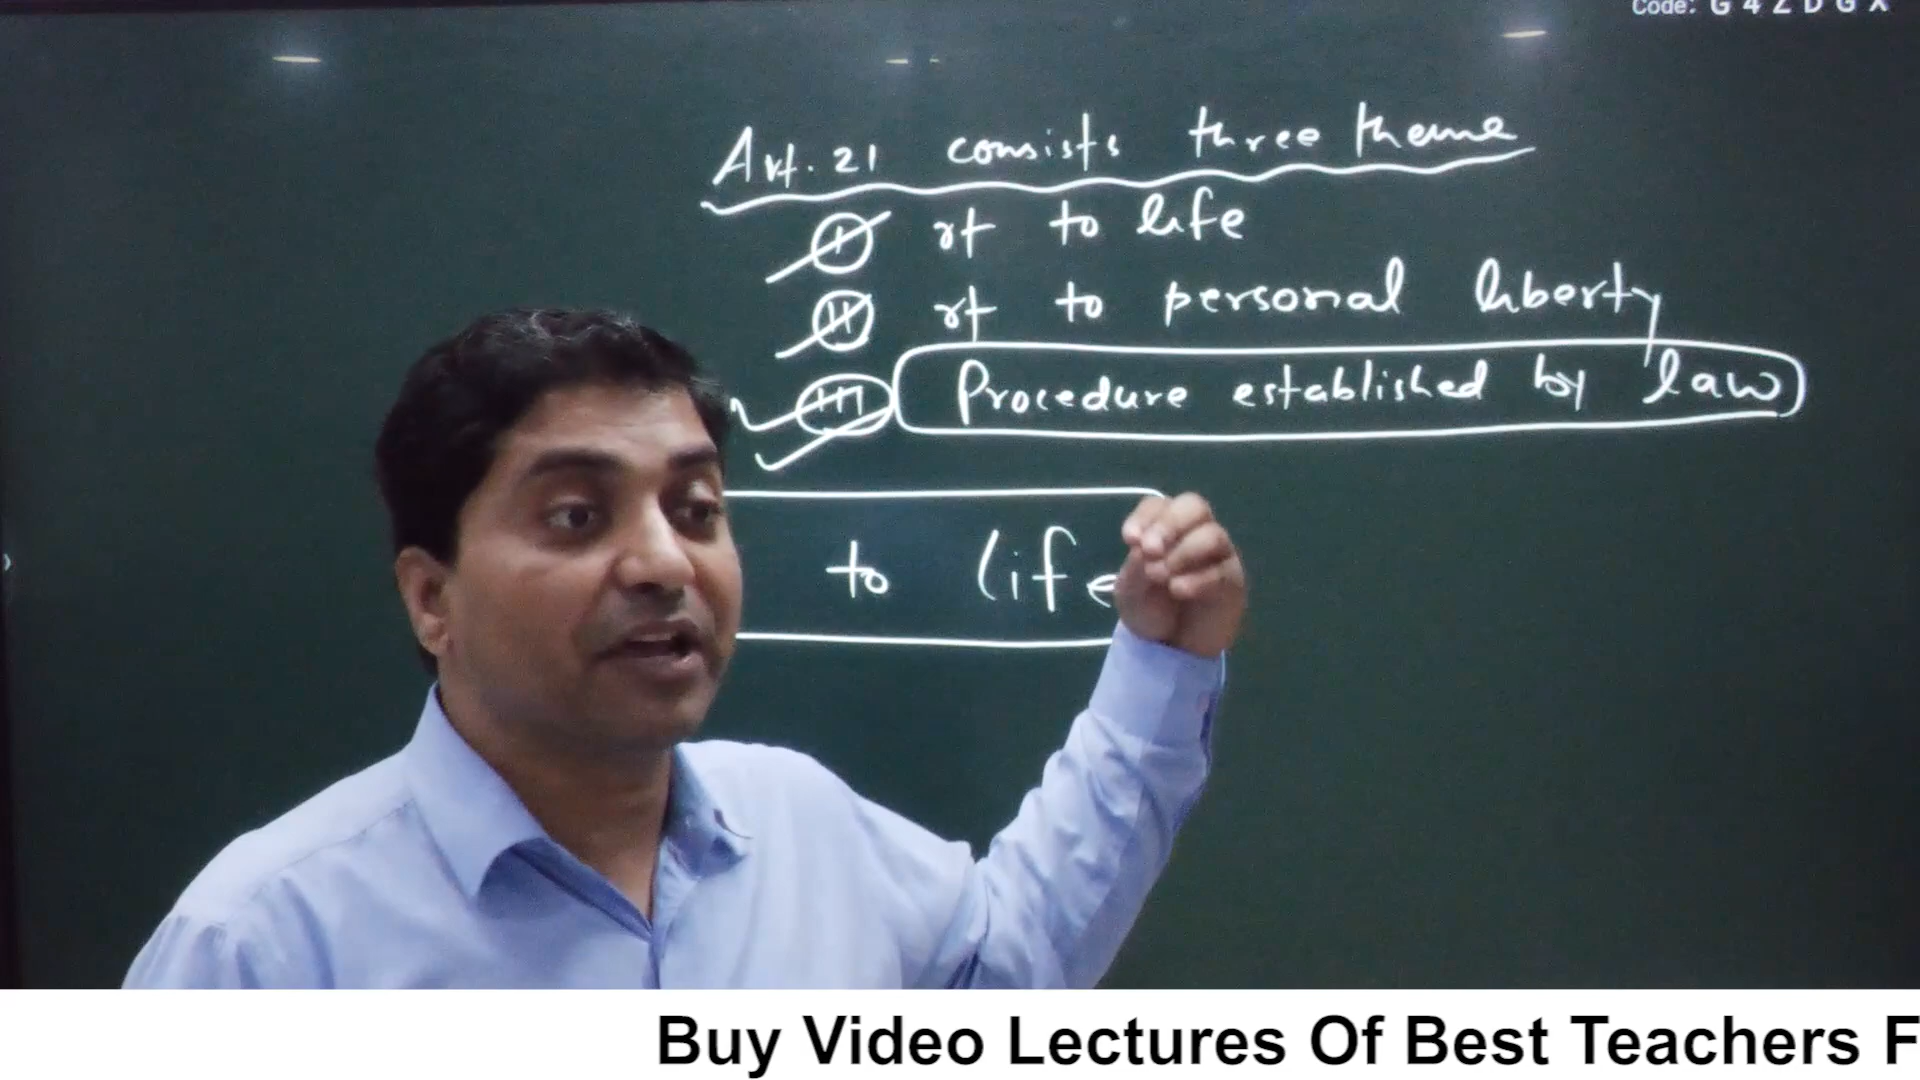 Code: G 4 Z D G X
Art. 21 consists three theme
I rt to life
II rt to personal liberty
III Procedure established by law
to life
Buy Video Lectures Of Best Teachers F